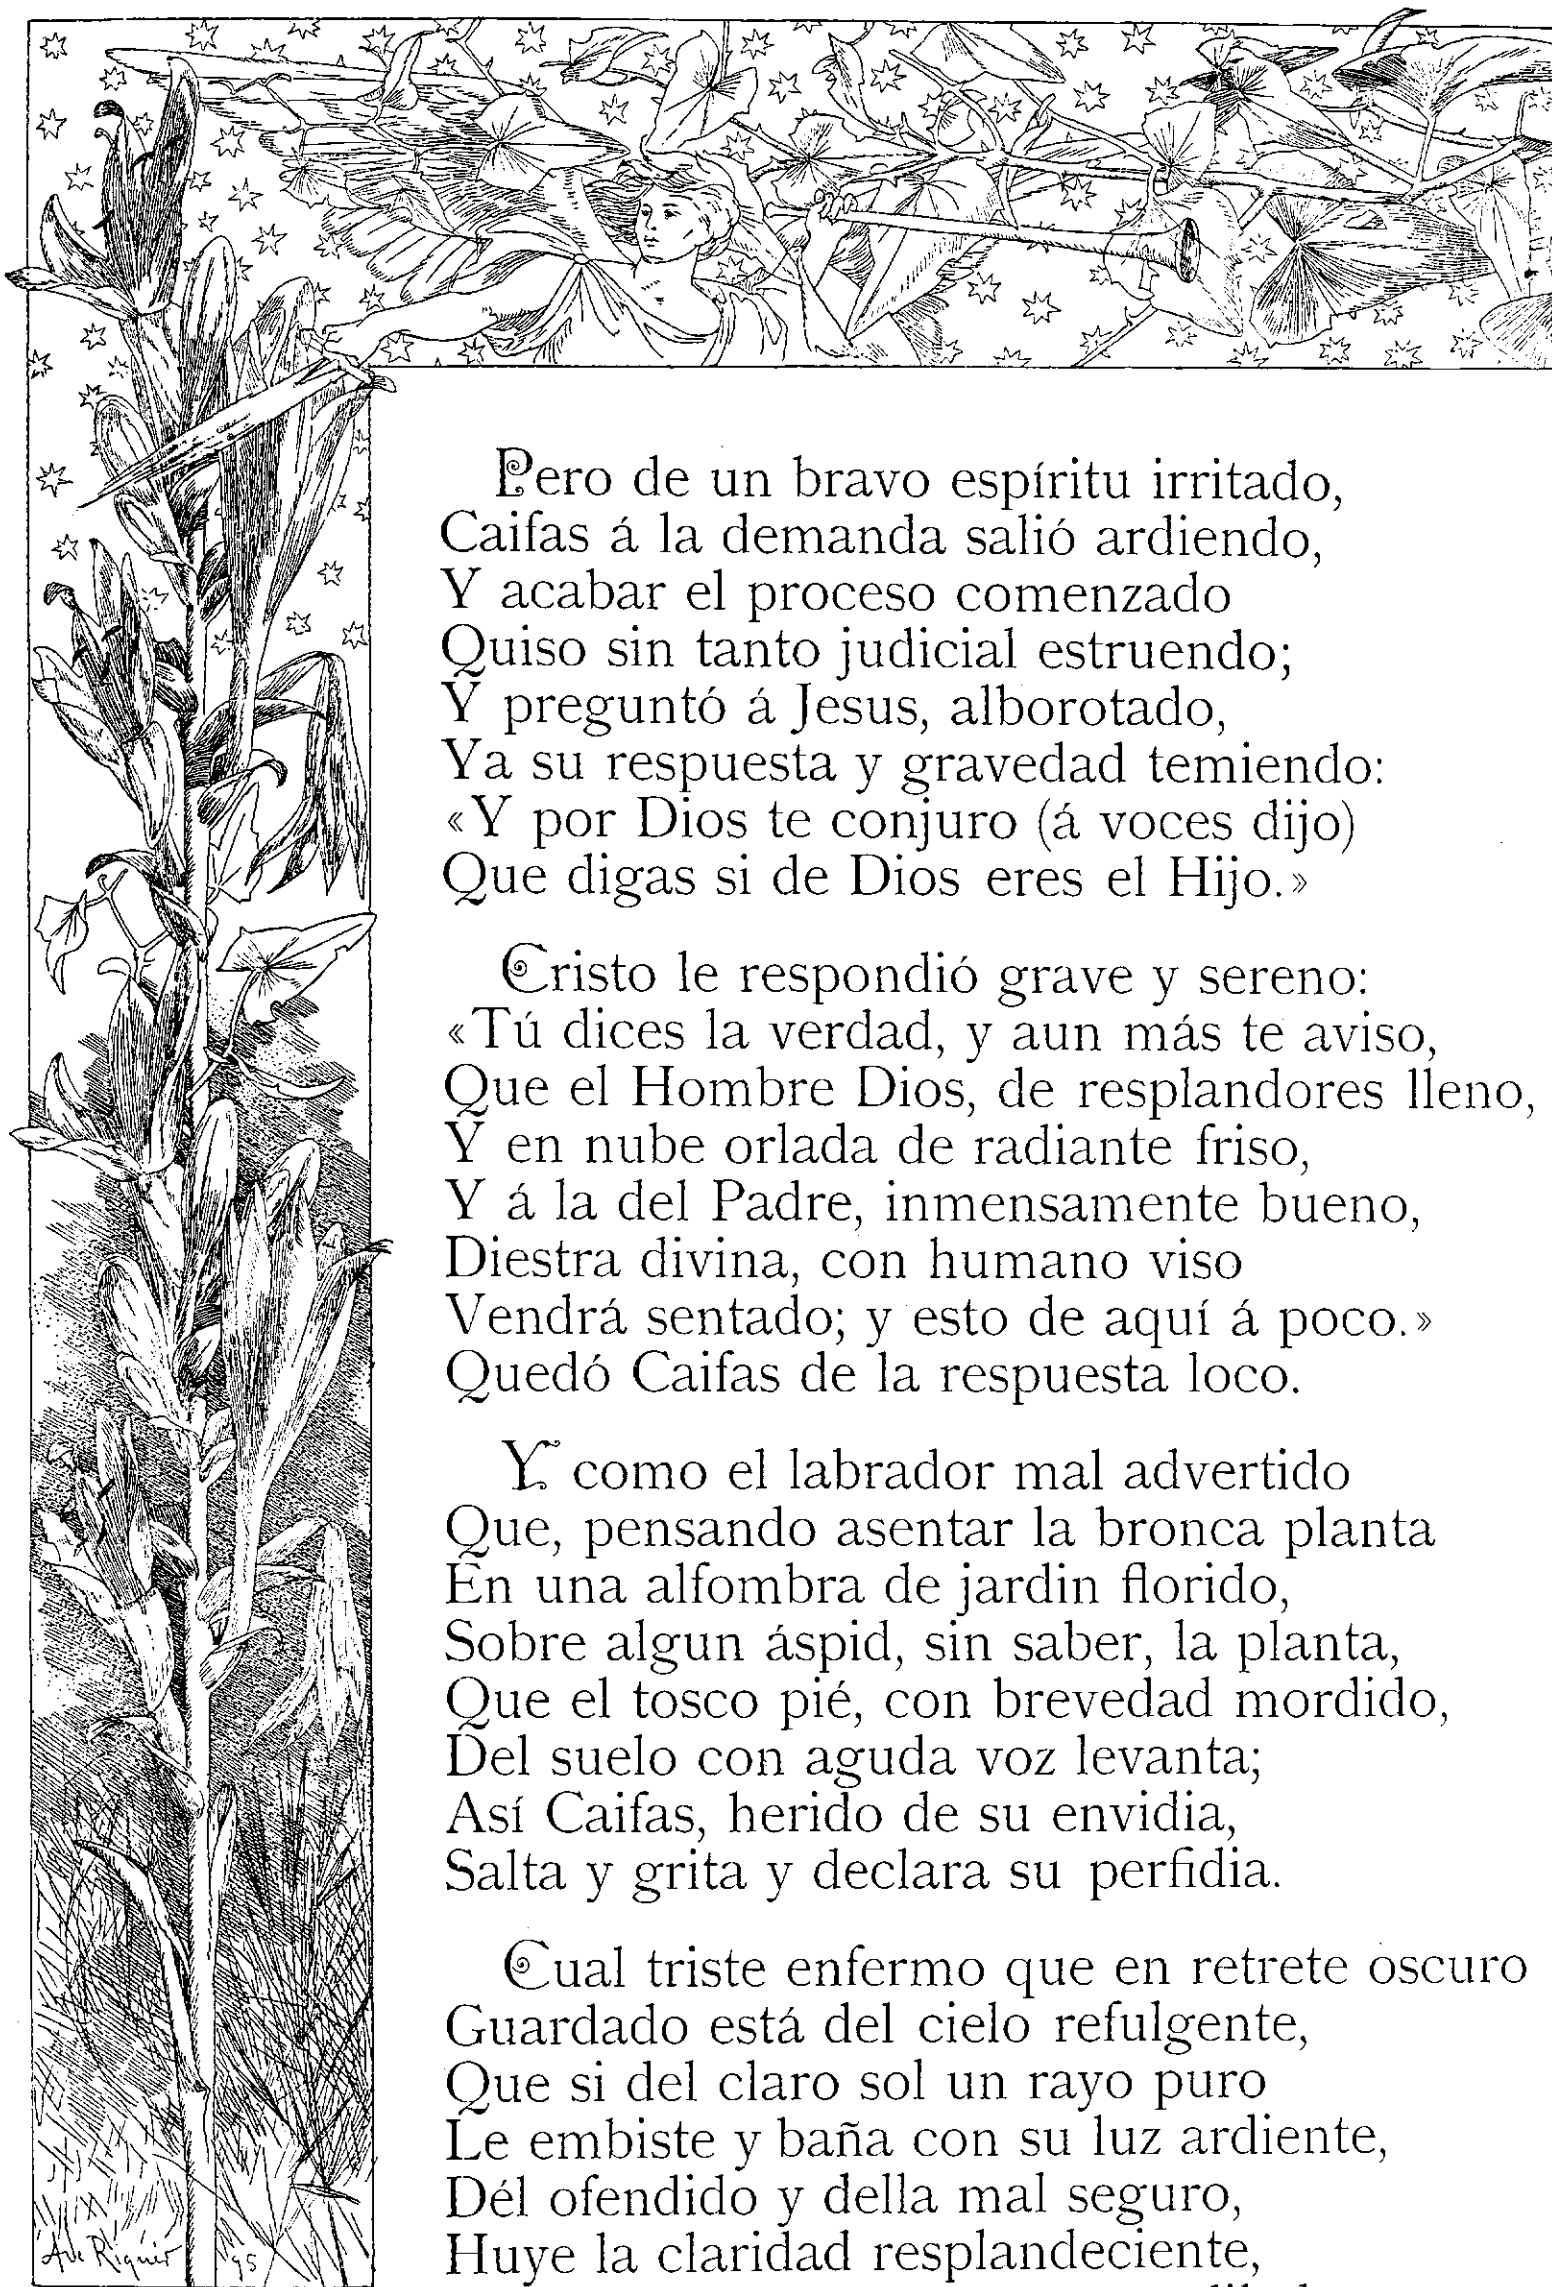 Pero de un bravo espíritu irritado,
Caifas á la demanda salió ardiendo,
Y acabar el proceso comenzado
Quiso sin tanto judicial estruendo;
Y preguntó á Jesus, alborotado,
Ya su respuesta y gravedad temiendo:
«Y por Dios te conjuro (á voces dijo)
Que digas si de Dios eres el Hijo.»
Cristo le respondió grave y sereno:
«Tú dices la verdad, y aun más te aviso,
Que el Hombre Dios, de resplandores lleno,
Y en nube orlada de radiante friso,
Y á la del Padre, inmensamente bueno,
Diestra divina, con humano viso
Vendrá sentado; y esto de aquí á poco.»
Quedó Caifas de la respuesta loco.
Y como el labrador mal advertido
Que, pensando asentar la bronca planta
En una alfombra de jardin florido,
Sobre algun áspid, sin saber, la planta,
Que el tosco pié, con brevedad mordido,
Del suelo con aguda voz levanta;
Así Caifas, herido de su envidia,
Salta y grita y declara su perfidia.
Cual triste enfermo que en retrete oscuro
Guardado está del cielo refulgente,
Que si del claro sol un rayo puro
Le embiste y baña con su luz ardiente,
Dél ofendido y della mal seguro,
Huye la claridad resplandeciente,
Riquer 95